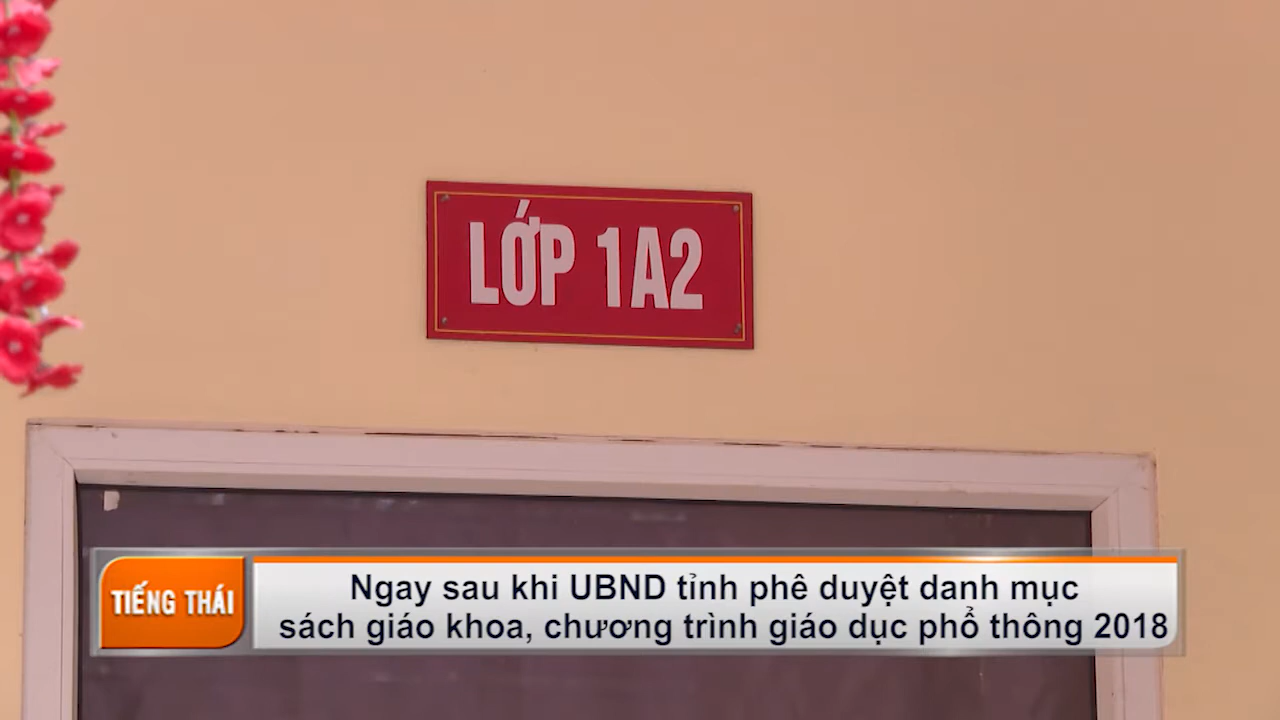 LỚP 1A2
TIẾNG THÁI
Ngay sau khi UBND tỉnh phê duyệt danh mục
sách giáo khoa, chương trình giáo dục phổ thông 2018